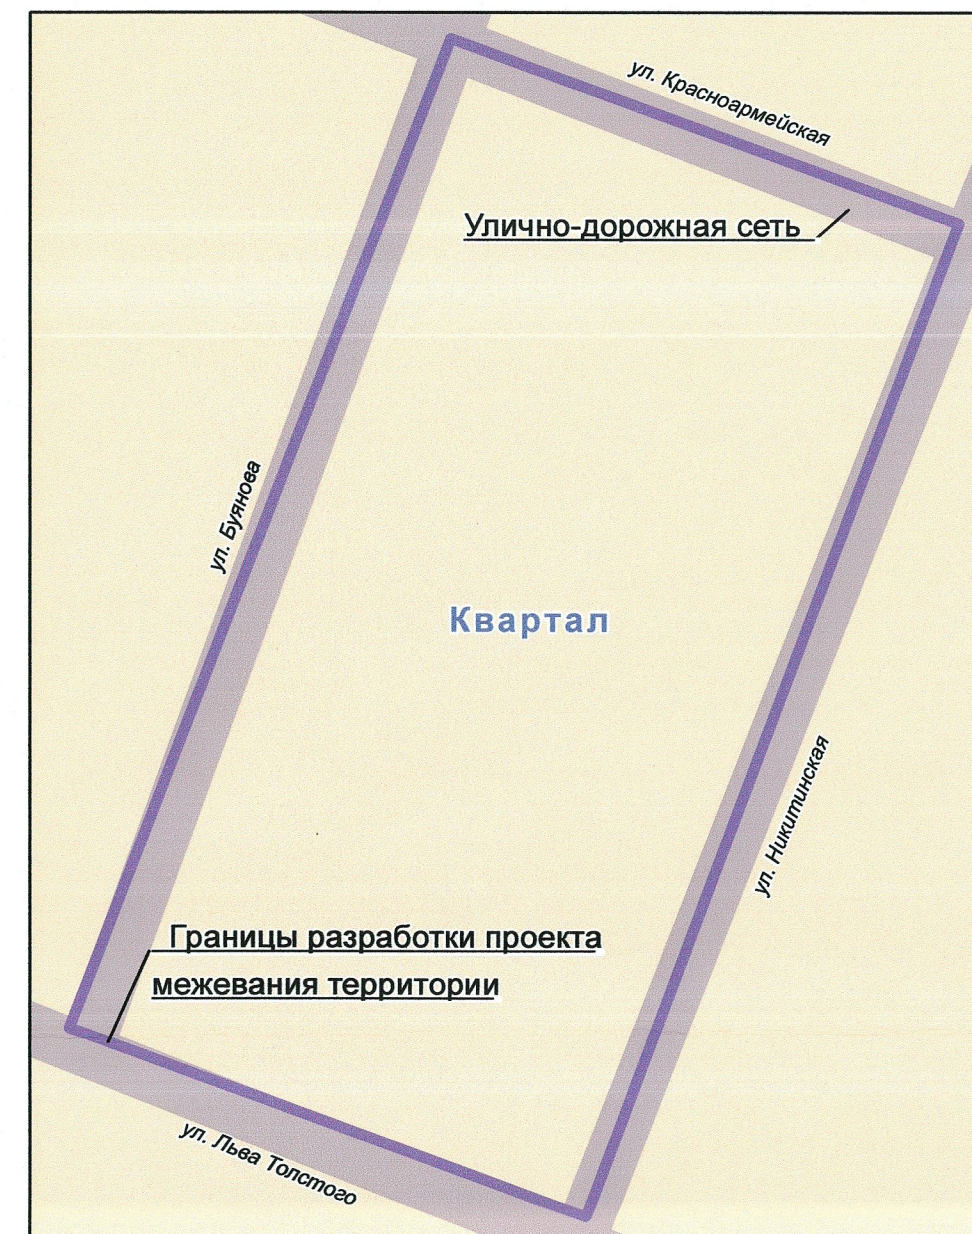 ул. Красноармейская
Улично-дорожная сеть
ул. Буянова
Квартал
ул. Никитинская
Границы разработки проекта
межевания территории
ул. Льва Толстого